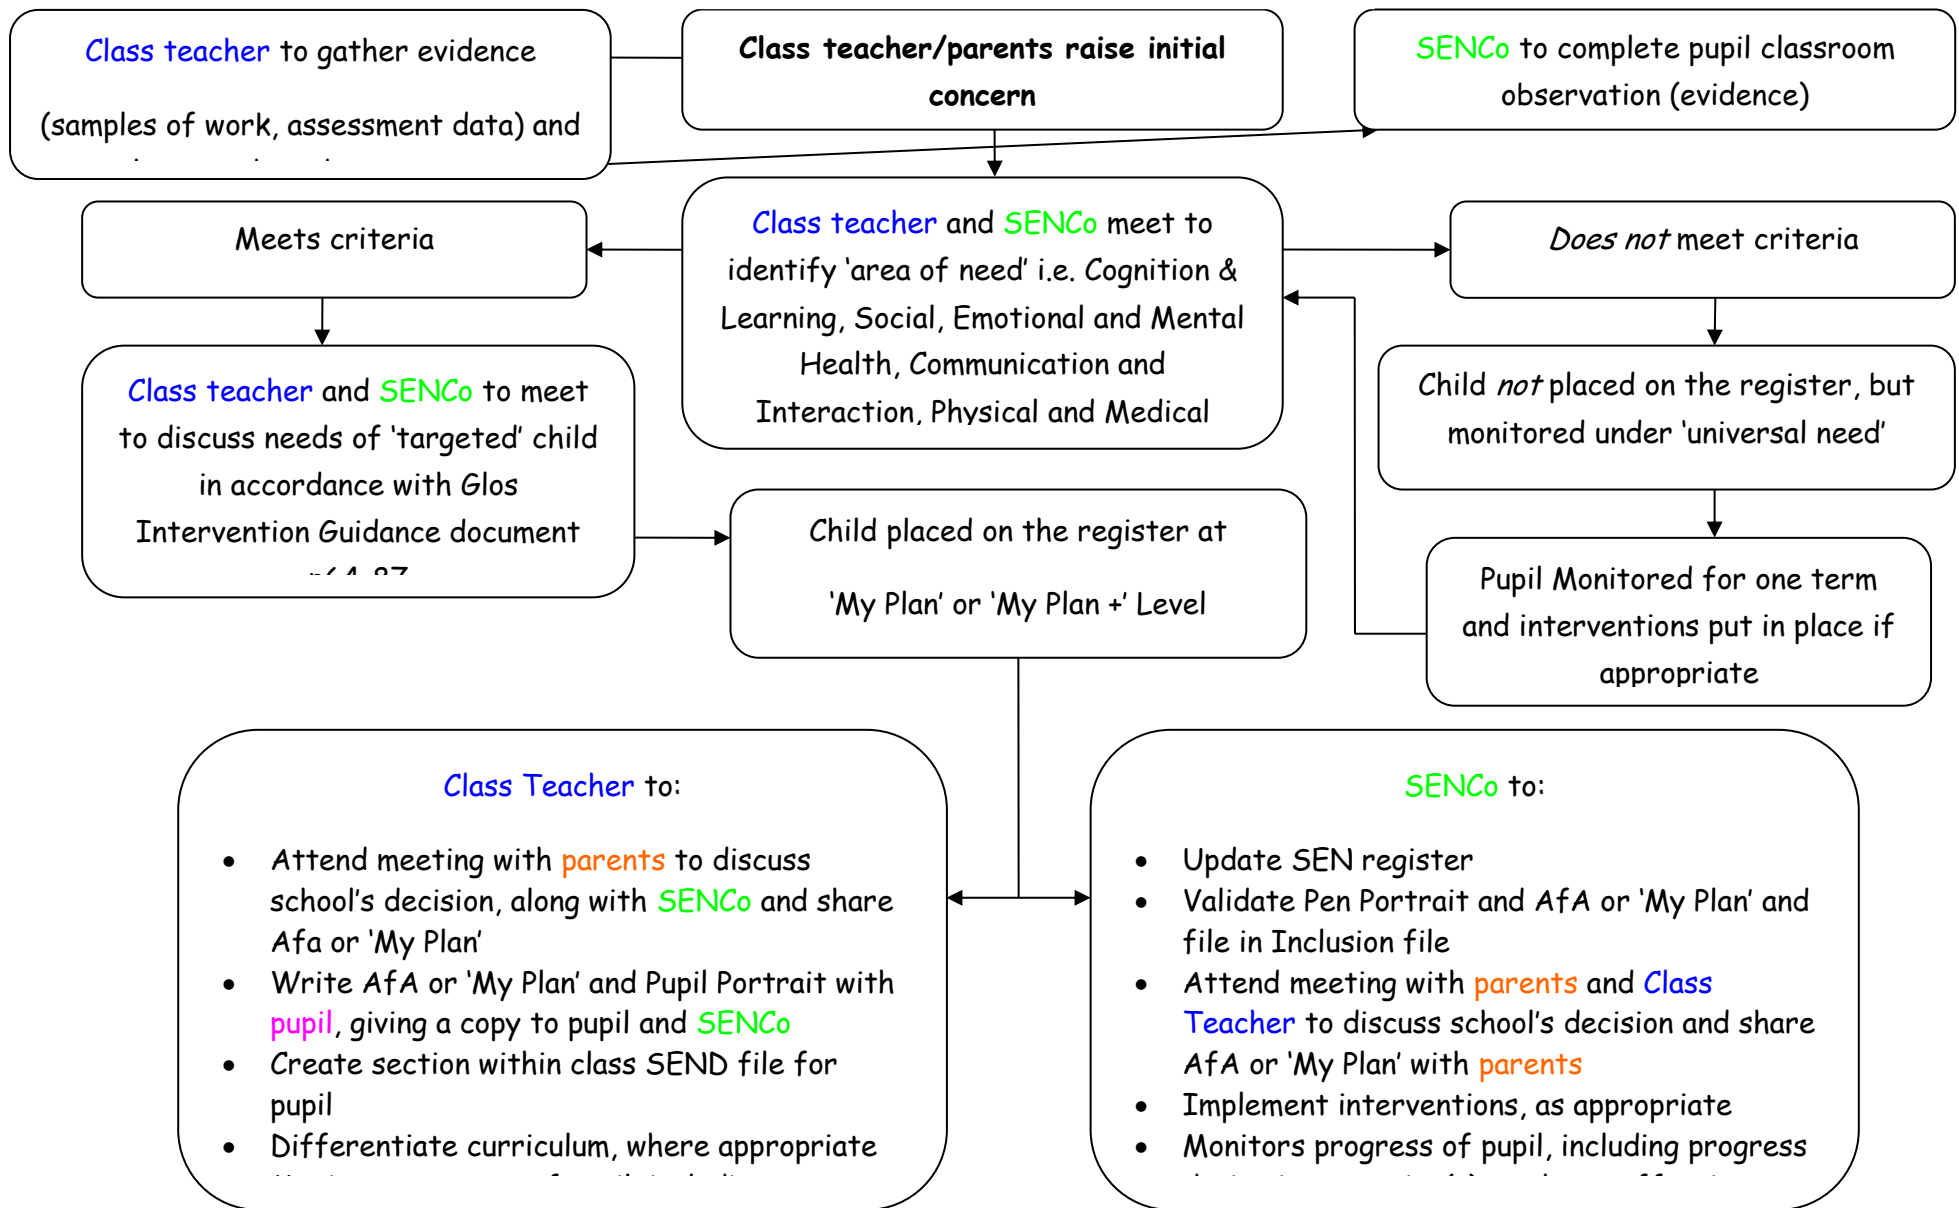 Class teacher to gather evidence
(samples of work, assessment data) and
Class teacher/parents raise initial
concern
SENCo to complete pupil classroom
observation (evidence)
Meets criteria
Class teacher and SENCo meet to
identify ‘area of need’ i.e. Cognition &
Learning, Social, Emotional and Mental
Health, Communication and
Interaction, Physical and Medical
Does not meet criteria
Class teacher and SENCo to meet
to discuss needs of ‘targeted’ child
in accordance with Glos
Intervention Guidance document
Child not placed on the register, but
monitored under ‘universal need’
Child placed on the register at
‘My Plan’ or ‘My Plan +’ Level
Pupil Monitored for one term
and interventions put in place if
appropriate
Class Teacher to:
• Attend meeting with parents to discuss
school’s decision, along with SENCo and share
Afa or ‘My Plan’
• Write AfA or ‘My Plan’ and Pupil Portrait with
pupil, giving a copy to pupil and SENCo
• Create section within class SEND file for
pupil
• Differentiate curriculum, where appropriate
SENCo to:
• Update SEN register
• Validate Pen Portrait and AfA or ‘My Plan’ and
file in Inclusion file
• Attend meeting with parents and Class
Teacher to discuss school’s decision and share
AfA or ‘My Plan’ with parents
• Implement interventions, as appropriate
• Monitors progress of pupil, including progress